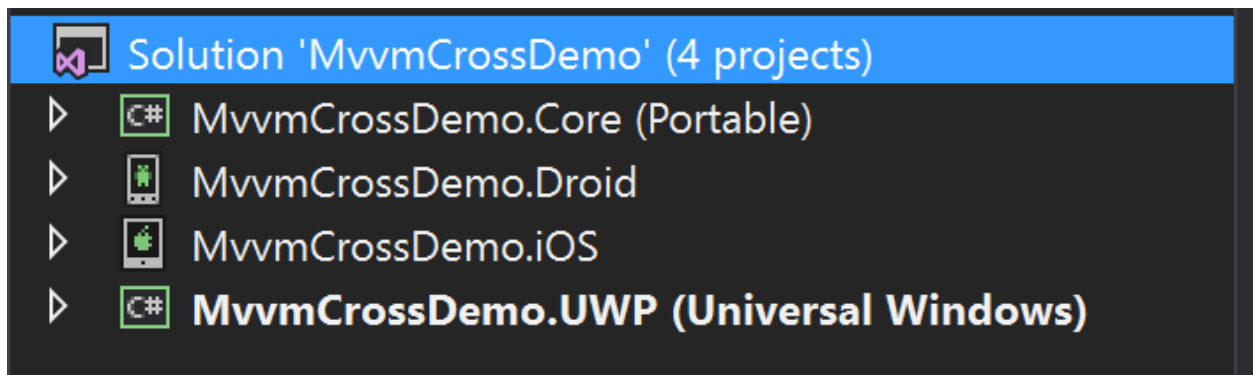 Solution 'MvvmCrossDemo' (4 projects)
C# MvvmCrossDemo.Core (Portable)
MvvmCrossDemo.Droid
MvvmCrossDemo.iOS
C# MvvmCrossDemo.UWP (Universal Windows)